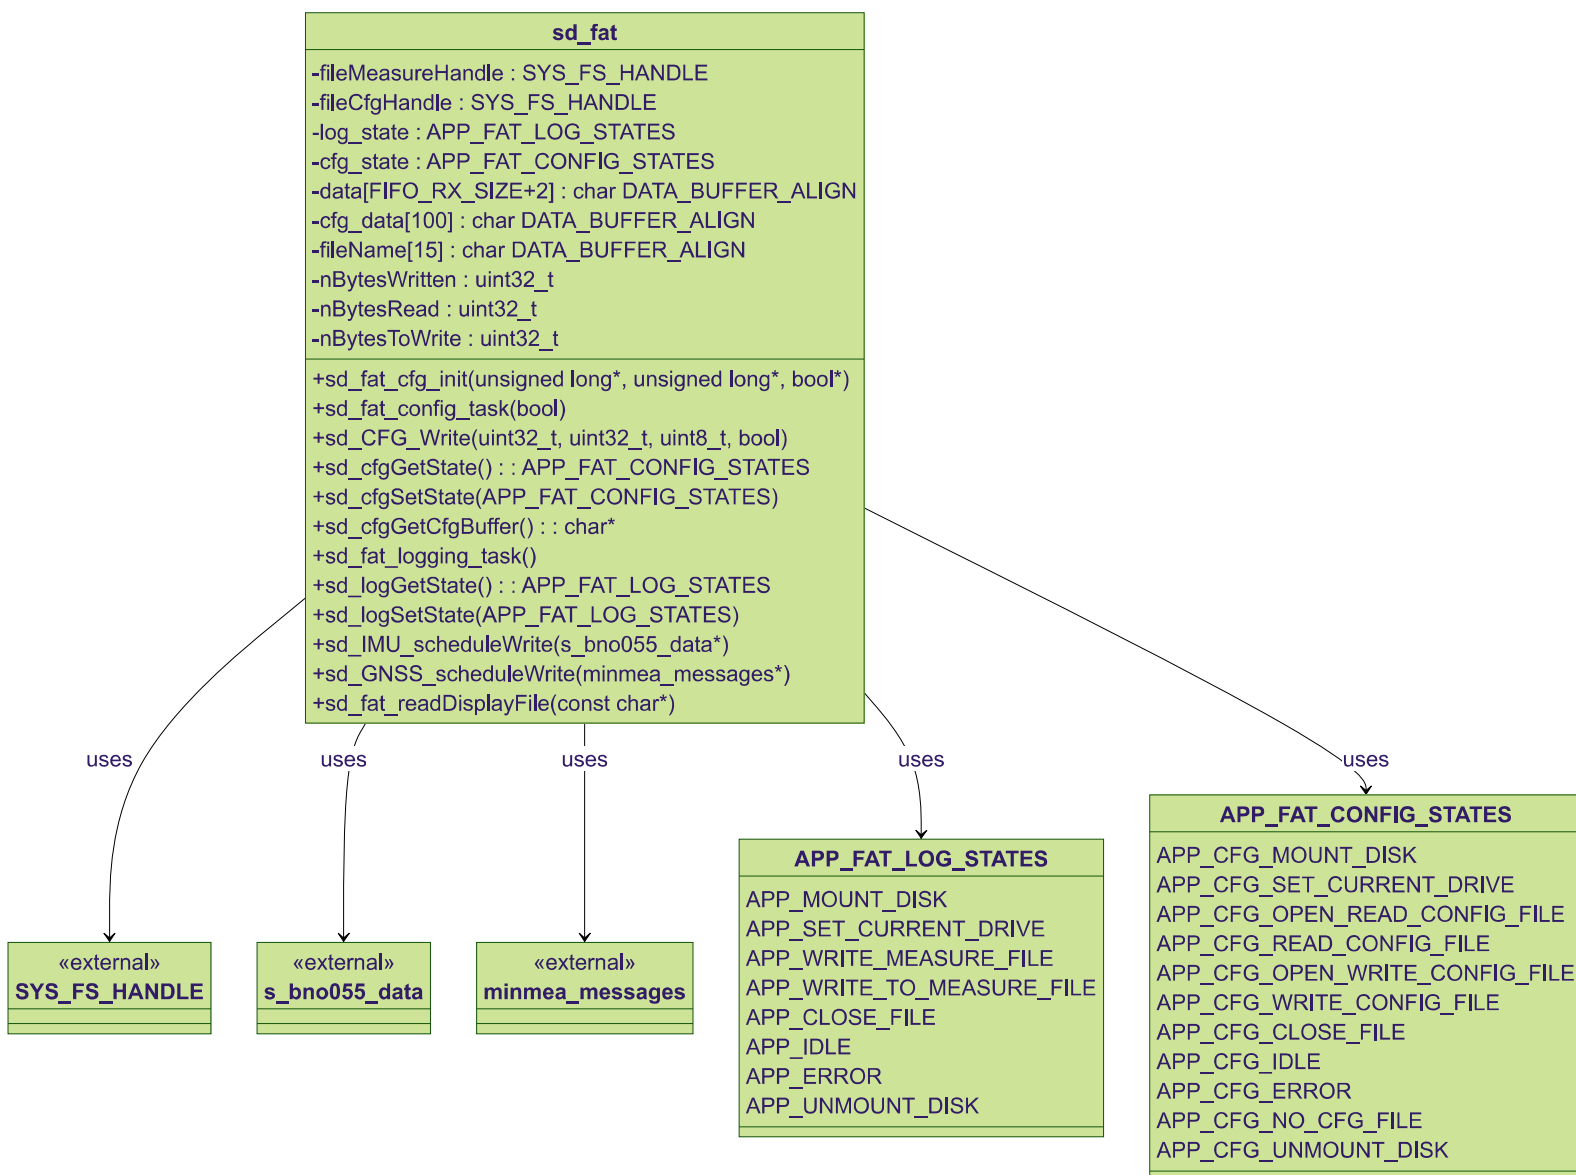 sd_fat
-fileMeasureHandle : SYS_FS_HANDLE
-fileCfgHandle : SYS_FS_HANDLE
-log_state : APP_FAT_LOG_STATES
-cfg_state : APP_FAT_CONFIG_STATES
-data[FIFO_RX_SIZE+2] : char DATA_BUFFER_ALIGN
-cfg_data[100] : char DATA_BUFFER_ALIGN
-fileName[15] : char DATA_BUFFER_ALIGN
-nBytesWritten : uint32_t
-nBytesRead : uint32_t
-nBytesToWrite : uint32_t
+sd_fat_cfg_init(unsigned long*, unsigned long*, bool*)
+sd_fat_config_task(bool)
+sd_CFG_Write(uint32_t, uint32_t, uint8_t, bool)
+sd_cfgGetState() : : APP_FAT_CONFIG_STATES
+sd_cfgSetState(APP_FAT_CONFIG_STATES)
+sd_cfgGetCfgBuffer() : : char*
+sd_fat_logging_task()
+sd_logGetState() : : APP_FAT_LOG_STATES
+sd_logSetState(APP_FAT_LOG_STATES)
+sd_IMU_scheduleWrite(s_bno055_data*)
+sd_GNSS_scheduleWrite(minmea_messages*)
+sd_fat_readDisplayFile(const char*)
uses
uses
uses
uses
uses
«external»
SYS_FS_HANDLE
«external»
s_bno055_data
«external»
minmea_messages
APP_FAT_LOG_STATES
APP_MOUNT_DISK
APP_SET_CURRENT_DRIVE
APP_WRITE_MEASURE_FILE
APP_WRITE_TO_MEASURE_FILE
APP_CLOSE_FILE
APP_IDLE
APP_ERROR
APP_UNMOUNT_DISK
APP_FAT_CONFIG_STATES
APP_CFG_MOUNT_DISK
APP_CFG_SET_CURRENT_DRIVE
APP_CFG_OPEN_READ_CONFIG_FILE
APP_CFG_READ_CONFIG_FILE
APP_CFG_OPEN_WRITE_CONFIG_FILE
APP_CFG_WRITE_CONFIG_FILE
APP_CFG_CLOSE_FILE
APP_CFG_IDLE
APP_CFG_ERROR
APP_CFG_NO_CFG_FILE
APP_CFG_UNMOUNT_DISK